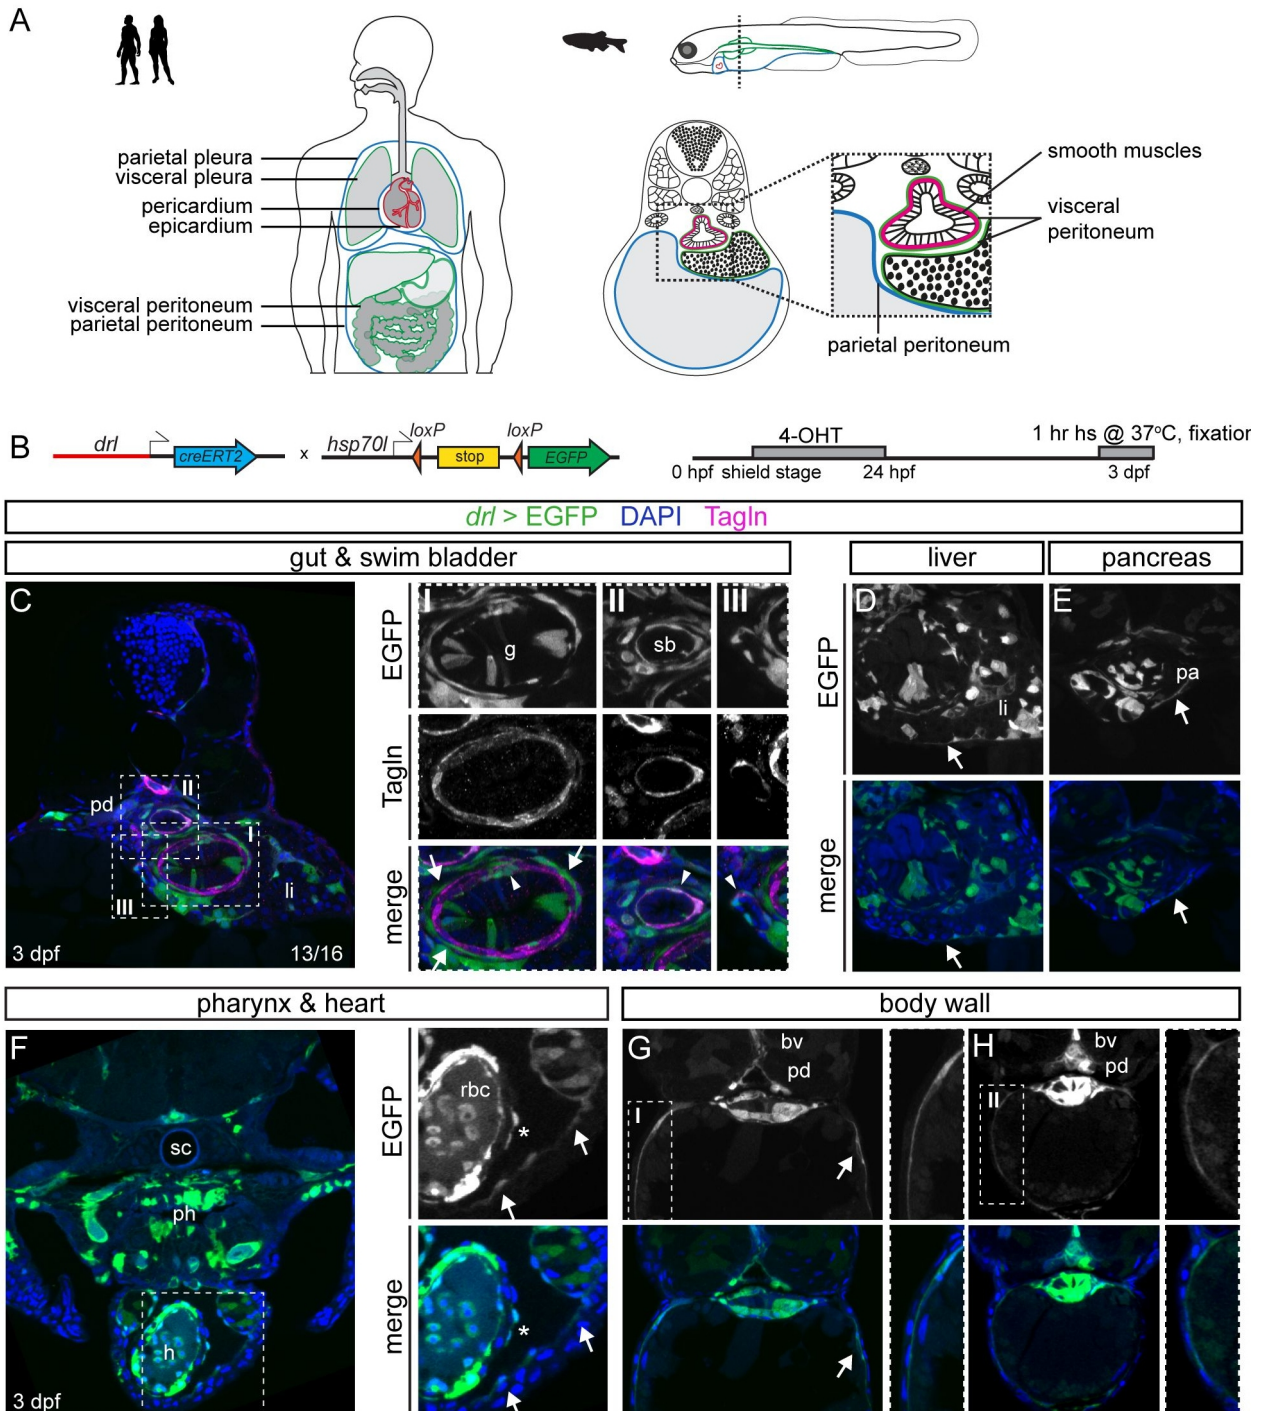 A
parietal pleura
visceral pleura
pericardium
epicardium
visceral peritoneum
parietal peritoneum
smooth muscles
visceral
peritoneum
parietal peritoneum
B
drl
creERT2
x
hsp70l
loxP
stop
loxP
EGFP
4-OHT
1 hr hs @ 37°C, fixation
0 hpf
shield stage
24 hpf
3 dpf
drl > EGFP DAPI Tagln
gut & swim bladder
liver
pancreas
C
pd
II
I
III
li
3 dpf
13/16
EGFP
Tagln
merge
I
g
II
sb
III
EGFP
merge
D
li
E
pa
pharynx & heart
body wall
F
sc
ph
h
3 dpf
EGFP
merge
rbc
*
*
G
bv
pd
I
H
bv
pd
II